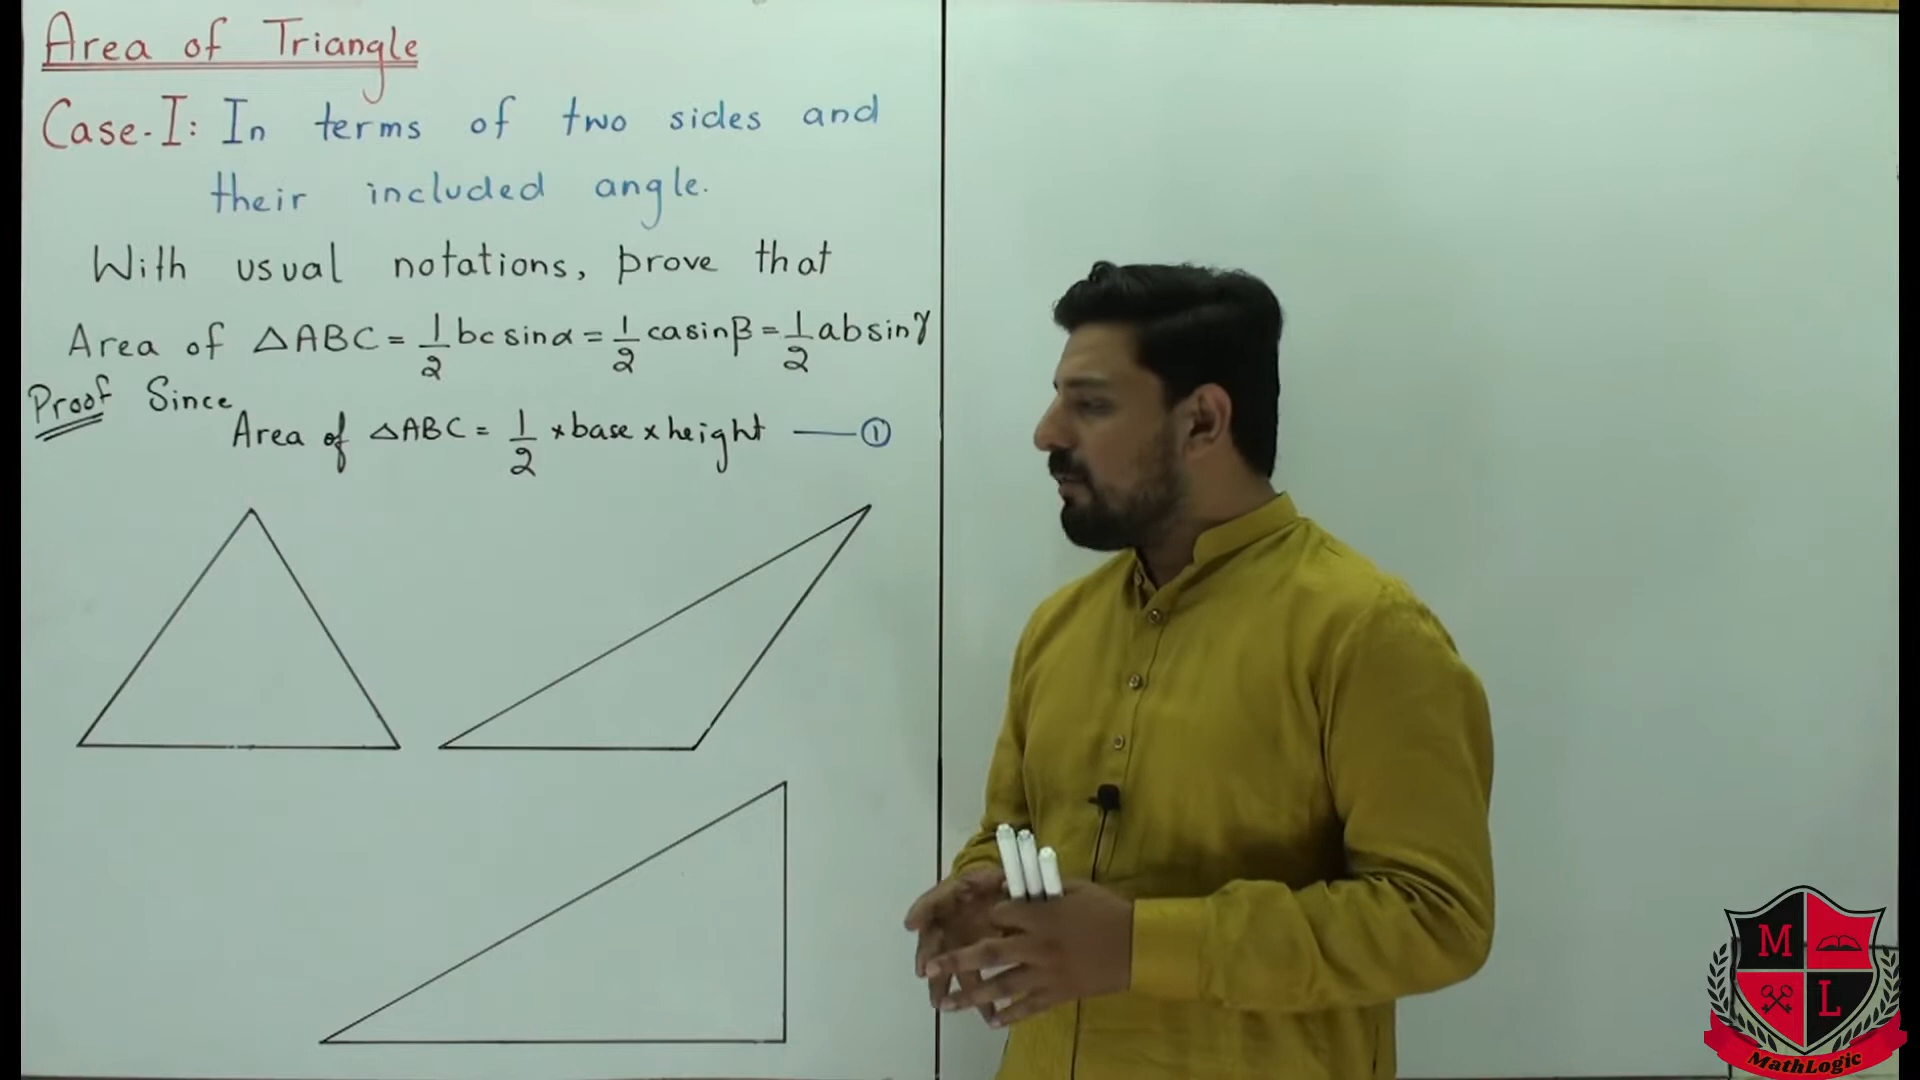 Area of Triangle
Case-I: In terms of two sides and
their included angle.
With usual notations, prove that
Area of △ABC = 1/2 bc sinα = 1/2 ca sinβ = 1/2 ab sinγ
Proof Since
Area of △ABC = 1/2 × base × height —— ①
M
L
MathLogic